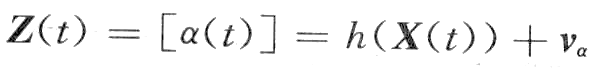 Z(t) = [α(t)] = h(X(t)) + v_α